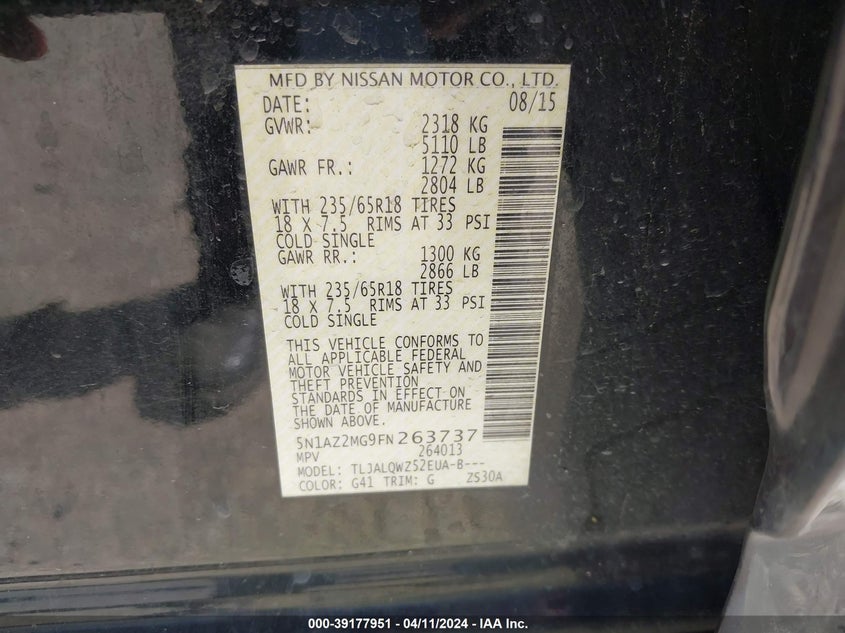 MFD BY NISSAN MOTOR CO., LTD.
DATE: 08/15
GVWR: 2318 KG
5110 LB
GAWR FR.: 1272 KG
2804 LB
WITH 235/65R18 TIRES
18 X 7.5 RIMS AT 33 PSI
COLD SINGLE
GAWR RR.: 1300 KG
2866 LB
WITH 235/65R18 TIRES
18 X 7.5 RIMS AT 33 PSI
COLD SINGLE
THIS VEHICLE CONFORMS TO
ALL APPLICABLE FEDERAL
MOTOR VEHICLE SAFETY AND
THEFT PREVENTION
STANDARDS IN EFFECT ON
THE DATE OF MANUFACTURE
SHOWN ABOVE.
5N1AZ2MG9FN263737
MPV 264013
MODEL: TLJALQWZ52EUA-B---
COLOR: G41 TRIM: G ZS30A
000-39177951 - 04/11/2024 - IAA Inc.